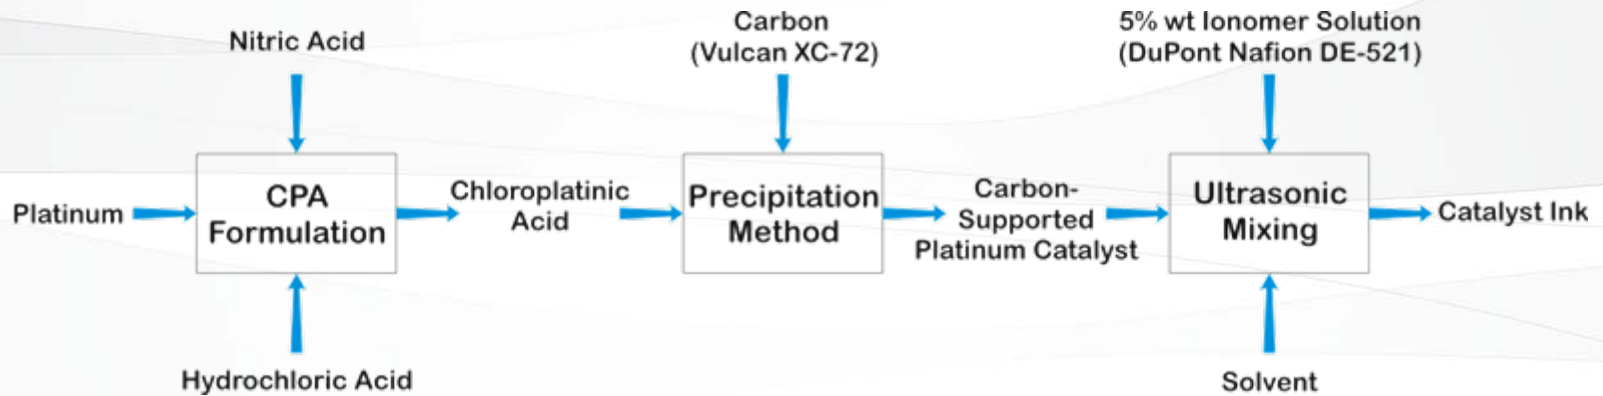 Nitric Acid
Carbon
(Vulcan XC-72)
5% wt Ionomer Solution
(DuPont Nafion DE-521)
Platinum
CPA
Formulation
Chloroplatinic
Acid
Precipitation
Method
Carbon-
Supported
Platinum Catalyst
Ultrasonic
Mixing
Catalyst Ink
Hydrochloric Acid
Solvent